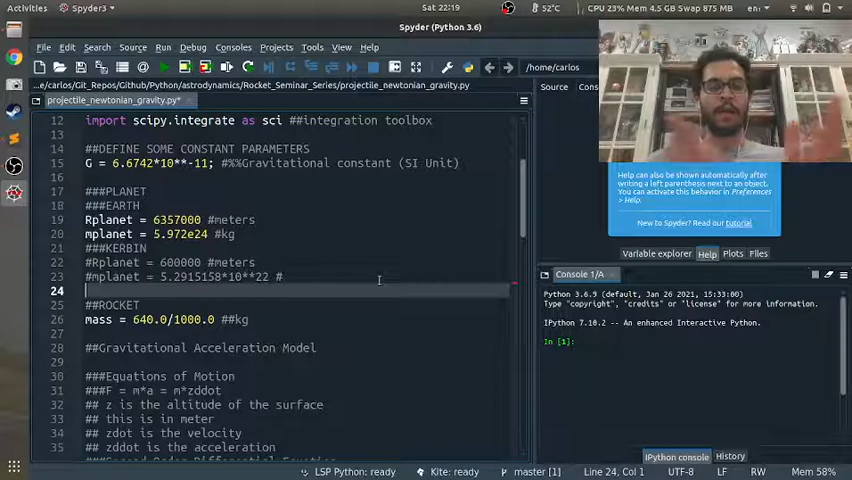 Activities
Spyder3
Sat 22:19
52°C
CPU 23% Mem 4.5 GB Swap 875 MB
en₁
Spyder (Python 3.6)
File Edit Search Source Run Debug Consoles Projects Tools View Help
/home/carlos
...e/carlos/Git_Repos/Github/Python/astrodynamics/Rocket_Seminar_Series/projectile_newtonian_gravity.py
projectile_newtonian_gravity.py*
Source
12 import scipy.integrate as sci ##integration toolbox
13
14 ##DEFINE SOME CONSTANT PARAMETERS
15 G = 6.6742*10**-11; #%%Gravitational constant (SI Unit)
16
17 ###PLANET
18 ###EARTH
19 Rplanet = 6357000 #meters
20 mplanet = 5.972e24 #kg
21 ###KERBIN
22 #Rplanet = 600000 #meters
23 #mplanet = 5.2915158*10**22 #
24
25 ##ROCKET
26 mass = 640.0/1000.0 ##kg
27
28 ##Gravitational Acceleration Model
29
30 ###Equations of Motion
31 ###F = m*a = m*zddot
32 ## z is the altitude of the surface
33 ## this is in meter
34 ## zdot is the velocity
35 ## zddot is the acceleration
Help can also be shown automatically after
writing a left parenthesis next to an object.
You can activate this behavior in Preferences
> Help.
New to Spyder? Read our tutorial
Variable explorer Help Plots Files
Console 1/A
Python 3.6.9 (default, Jan 26 2021, 15:33:00)
Type "copyright", "credits" or "license" for more information.
IPython 7.10.2 -- An enhanced Interactive Python.
In [1]:
IPython console History
LSP Python: ready
Kite: ready
master [1]
Line 24, Col 1
UTF-8
LF
RW
Mem 58%